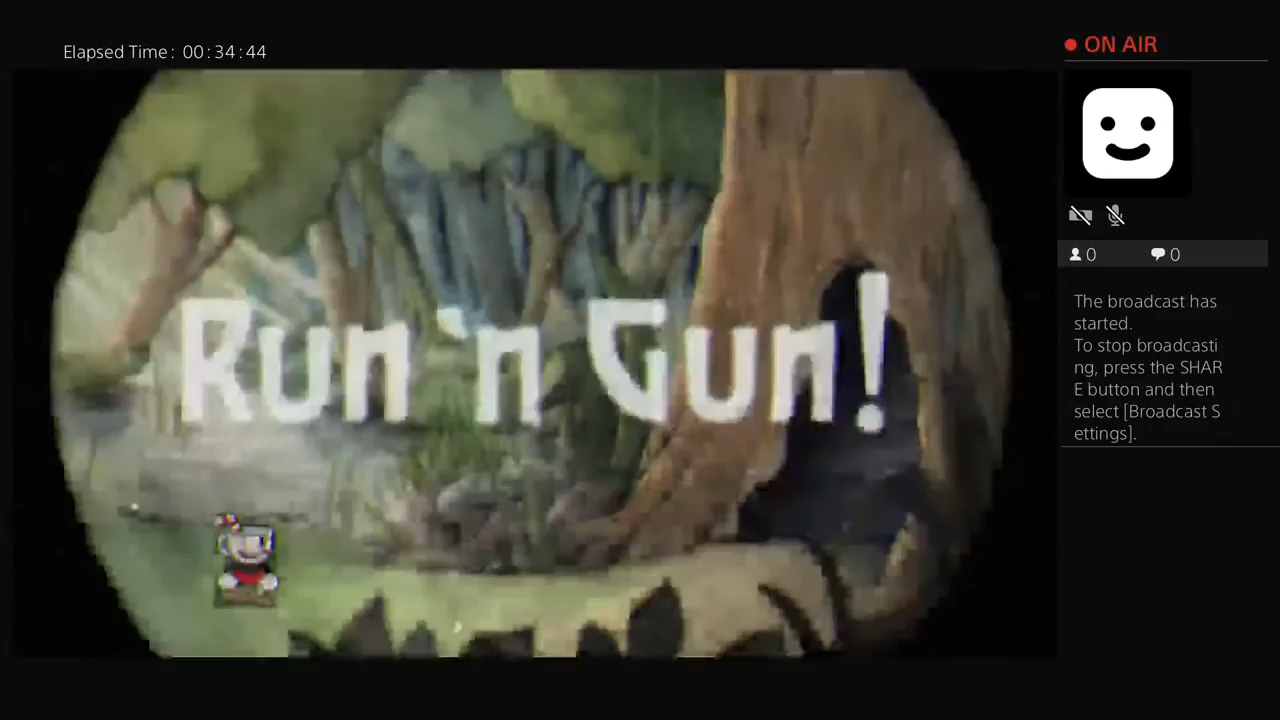 Elapsed Time: 00:34:44
ON AIR
Run 'n Gun!
0 0
The broadcast has
started.
To stop broadcasti
ng, press the SHAR
E button and then
select [Broadcast S
ettings].